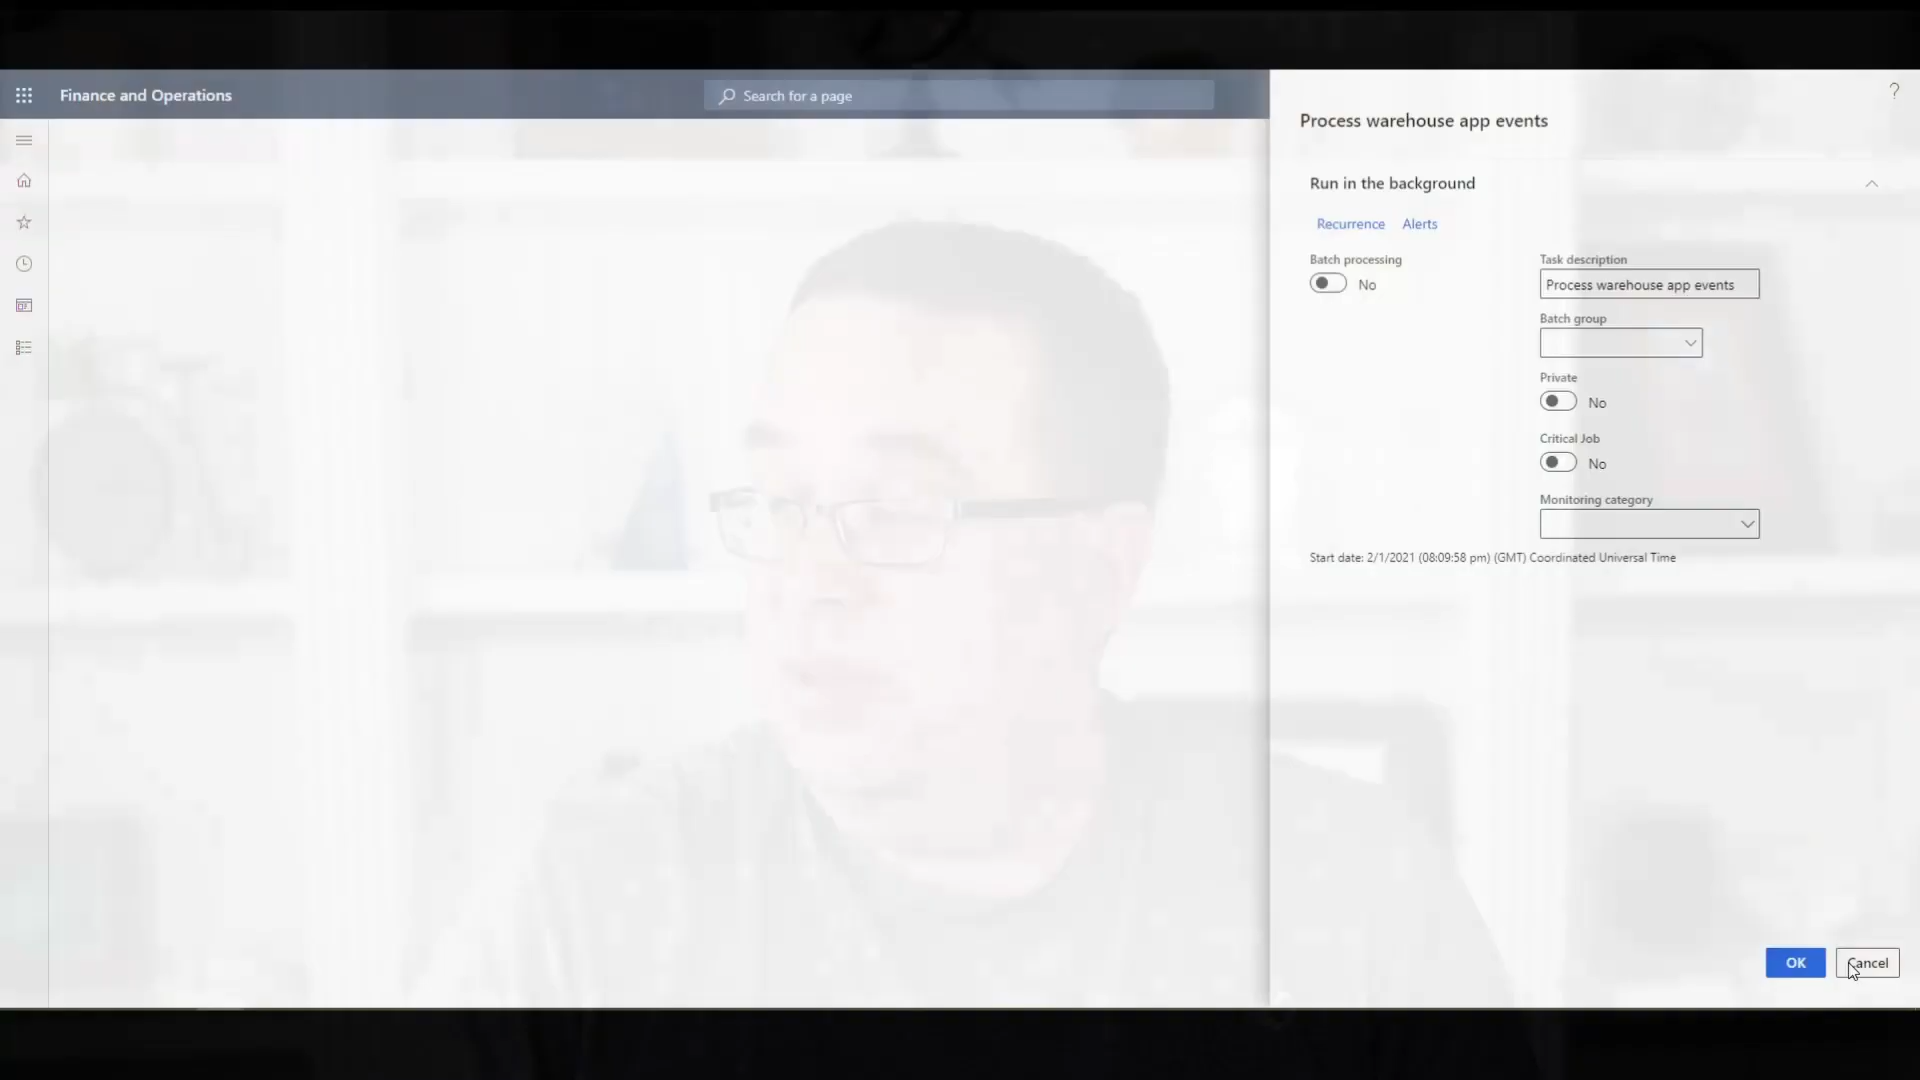 Finance and Operations
Search for a page
?
Process warehouse app events
Run in the background
Recurrence Alerts
Batch processing
No
Task description
Process warehouse app events
Batch group
Private
No
Critical Job
No
Monitoring category
Start date: 2/1/2021 (08:09:58 pm) (GMT) Coordinated Universal Time
OK Cancel